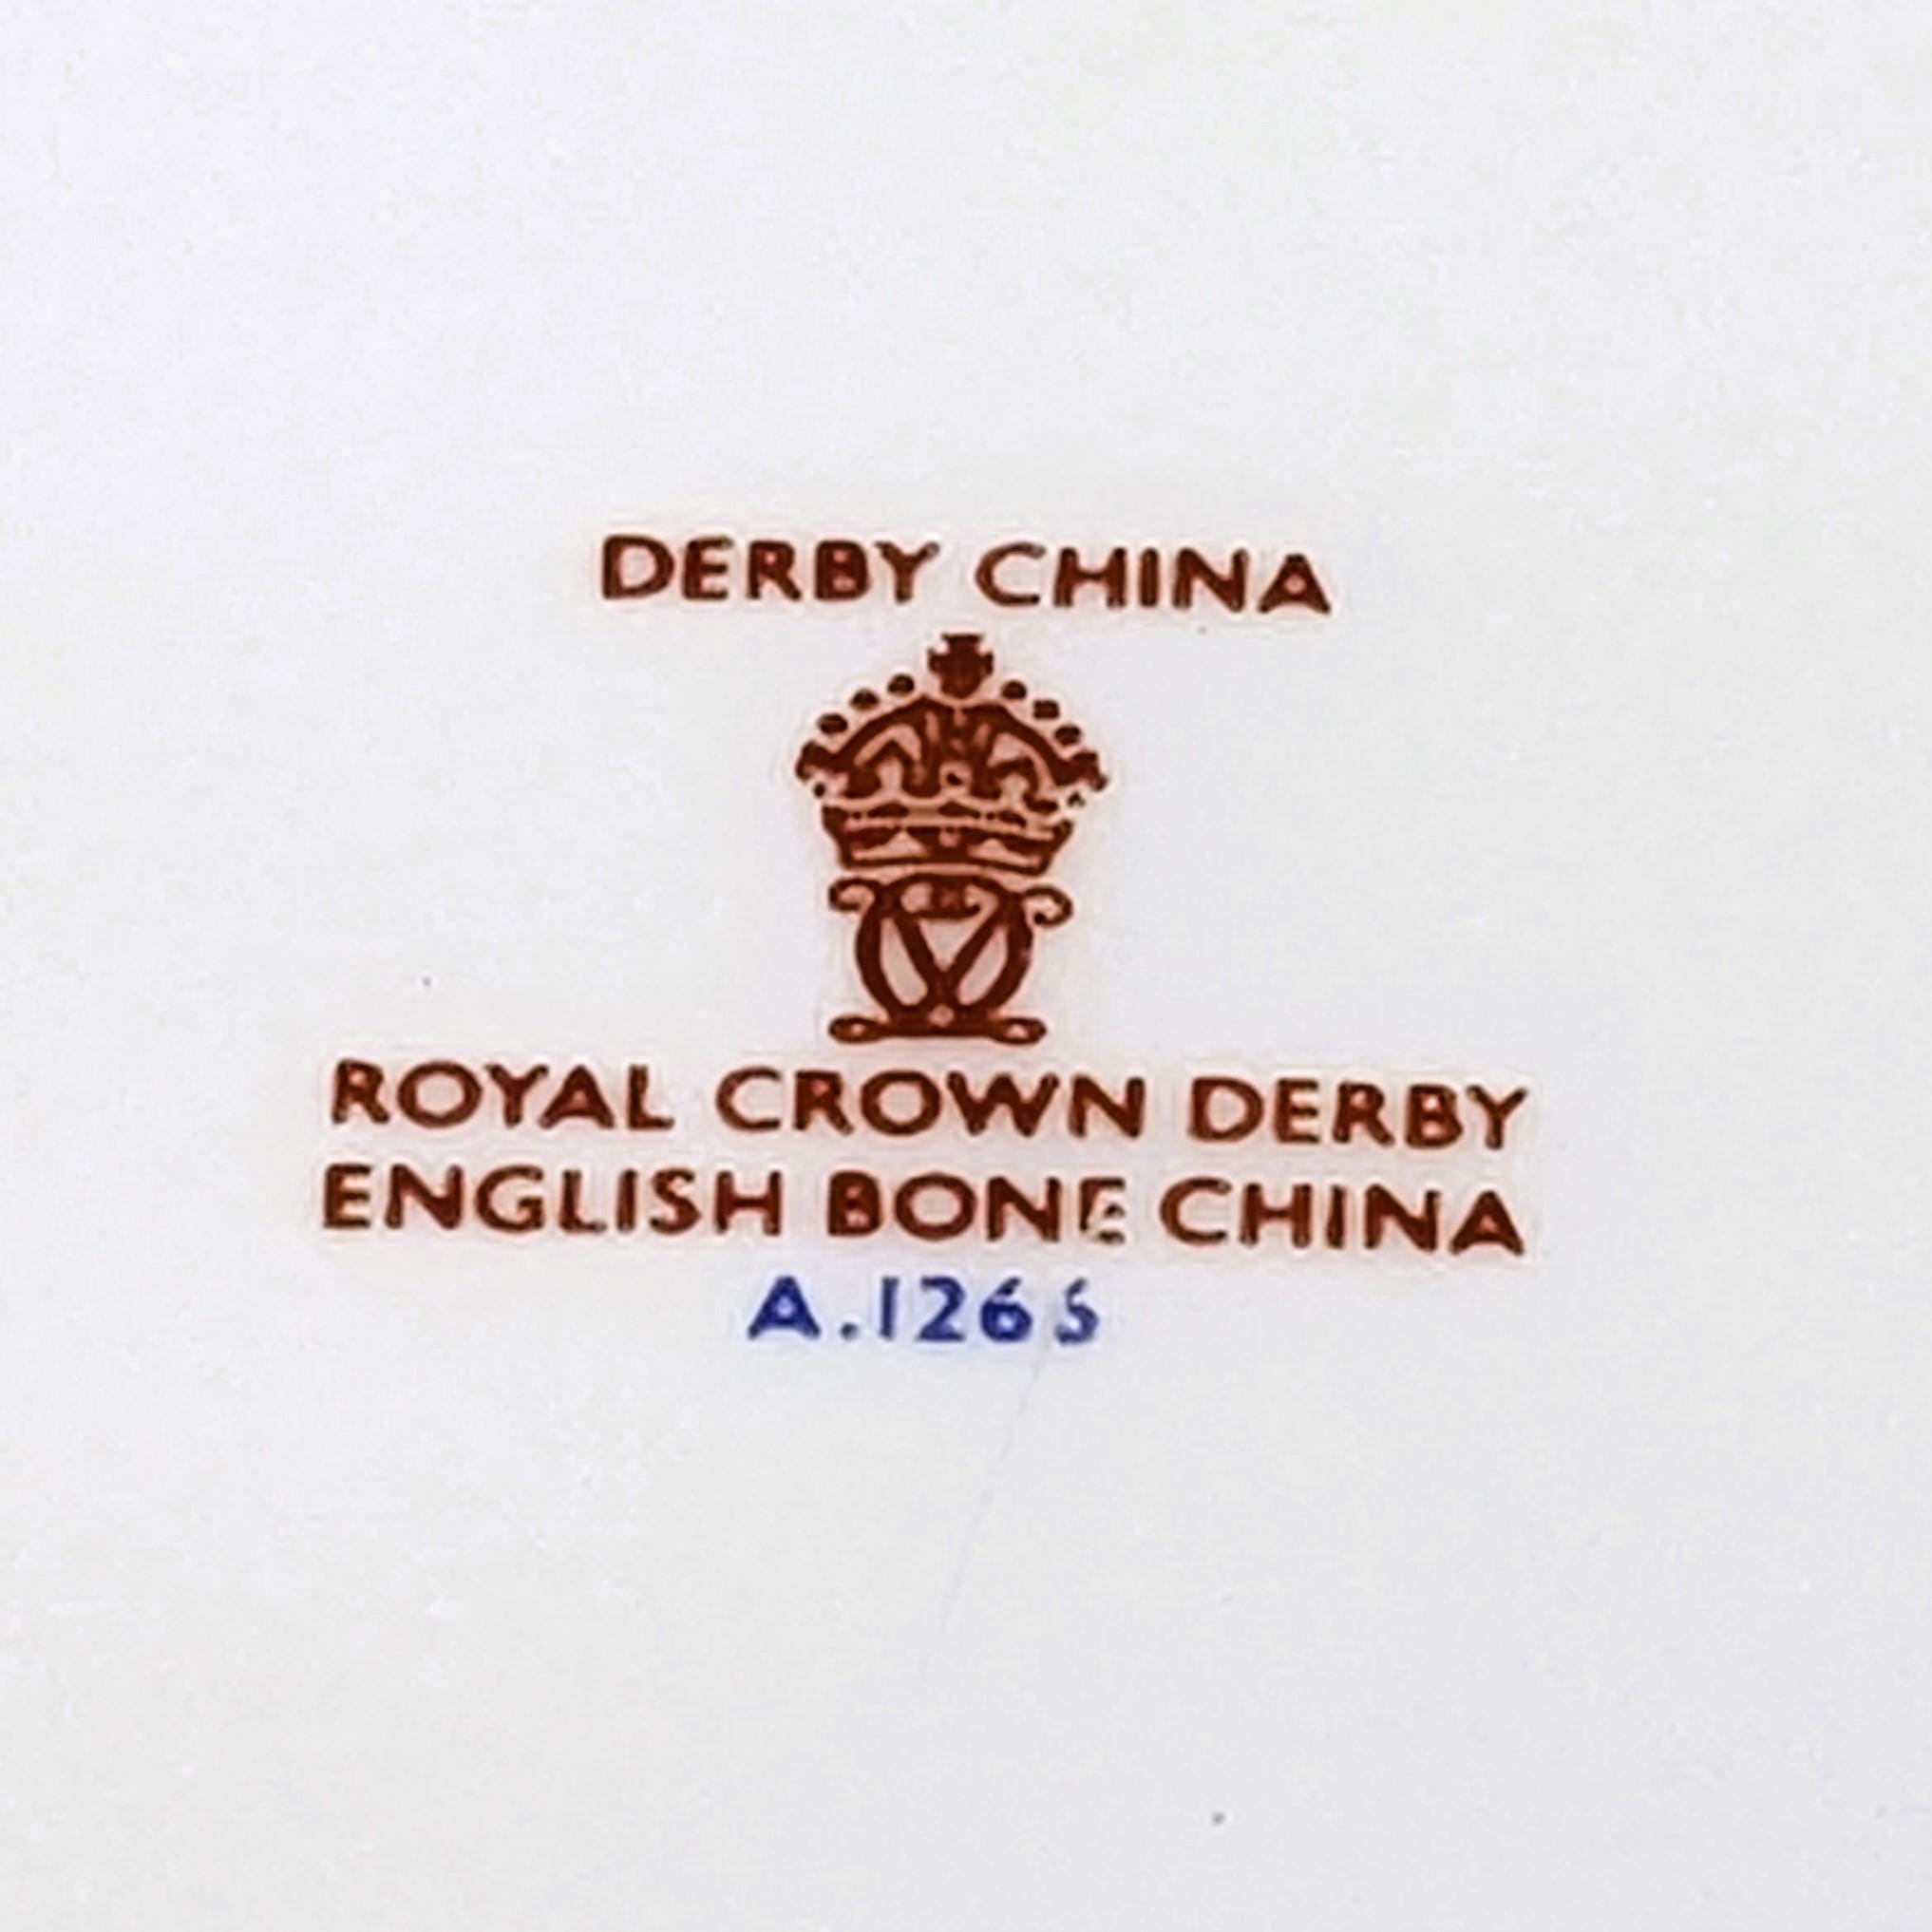 DERBY CHINA
ROYAL CROWN DERBY
ENGLISH BONE CHINA
A.1265